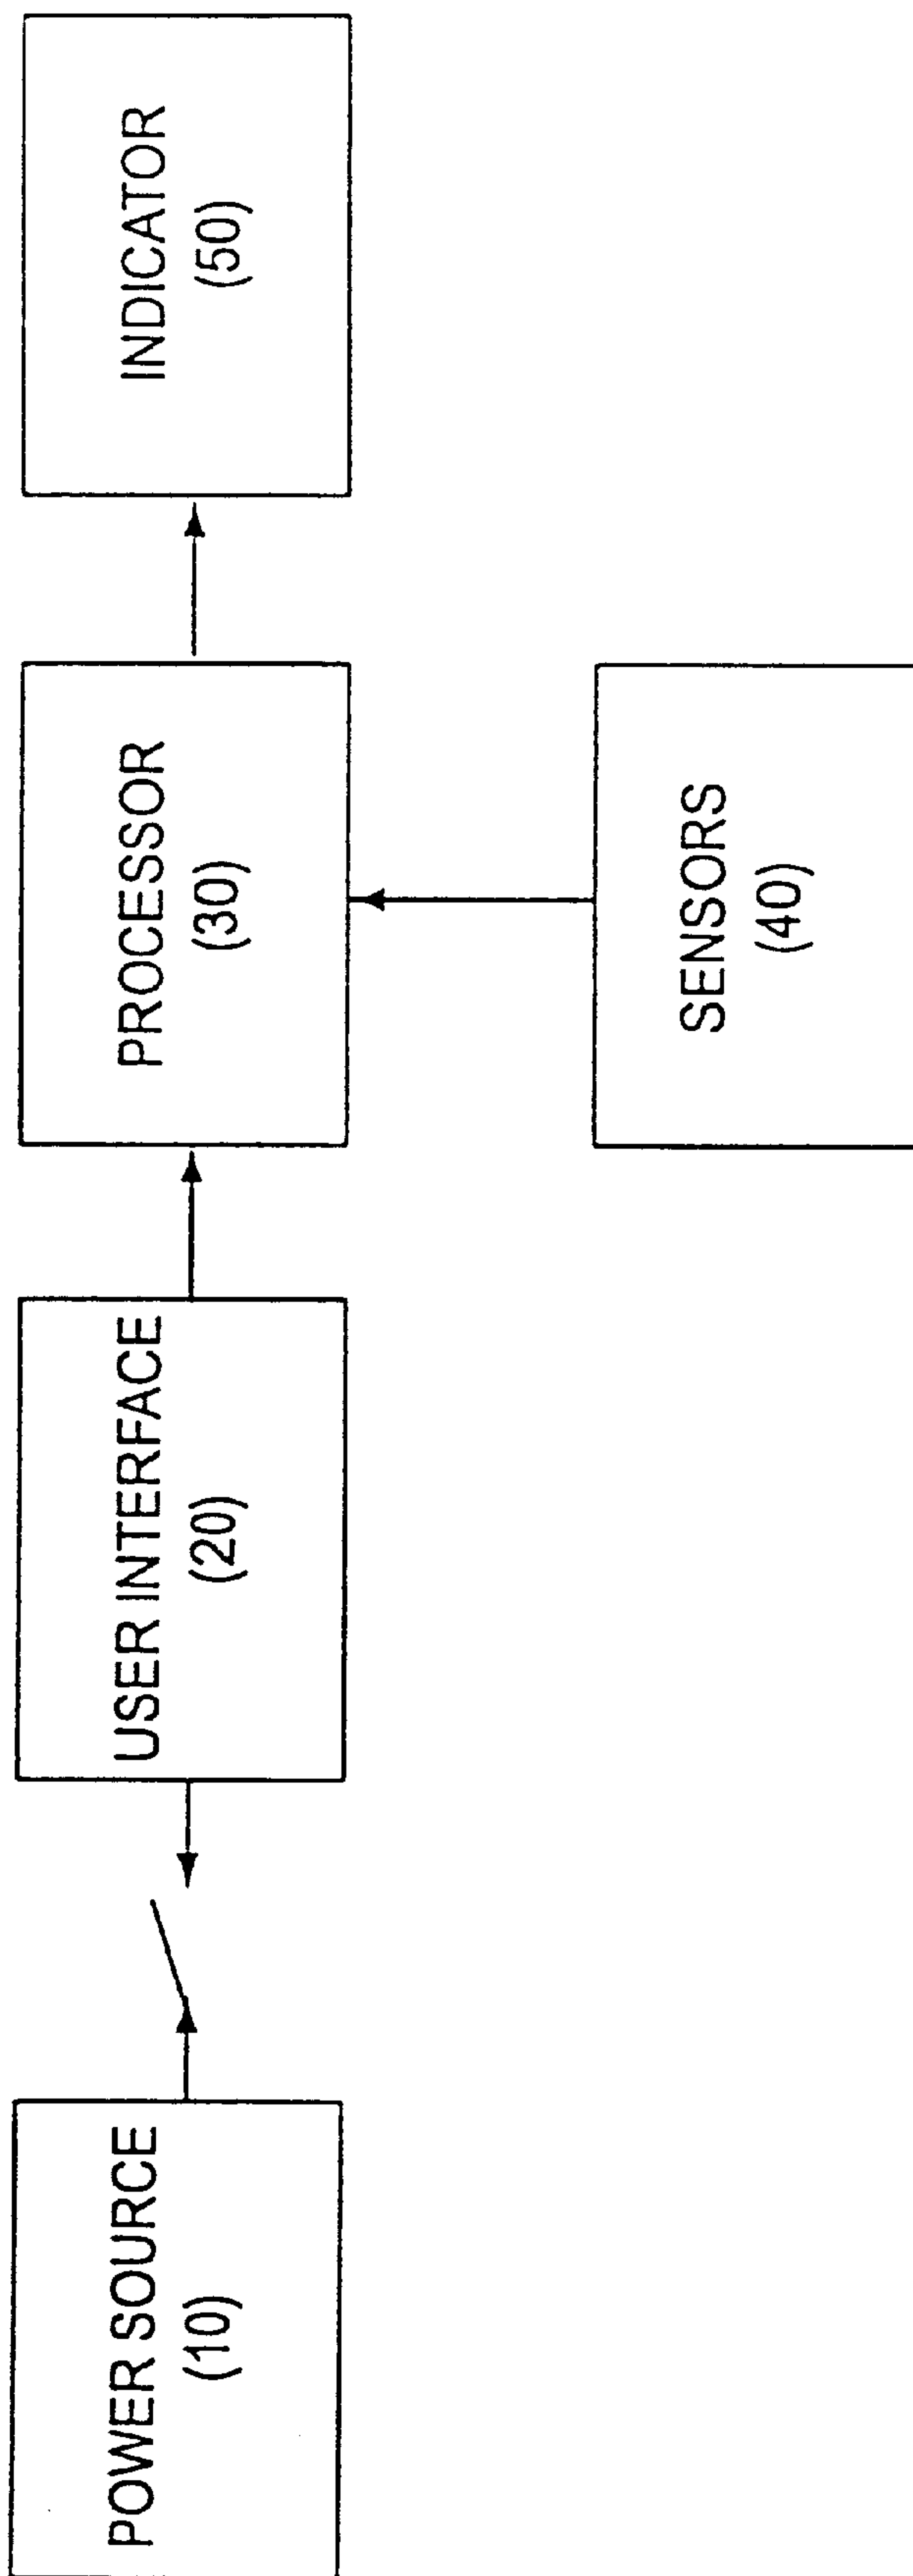 POWER SOURCE
(10)
USER INTERFACE
(20)
PROCESSOR
(30)
INDICATOR
(50)
SENSORS
(40)